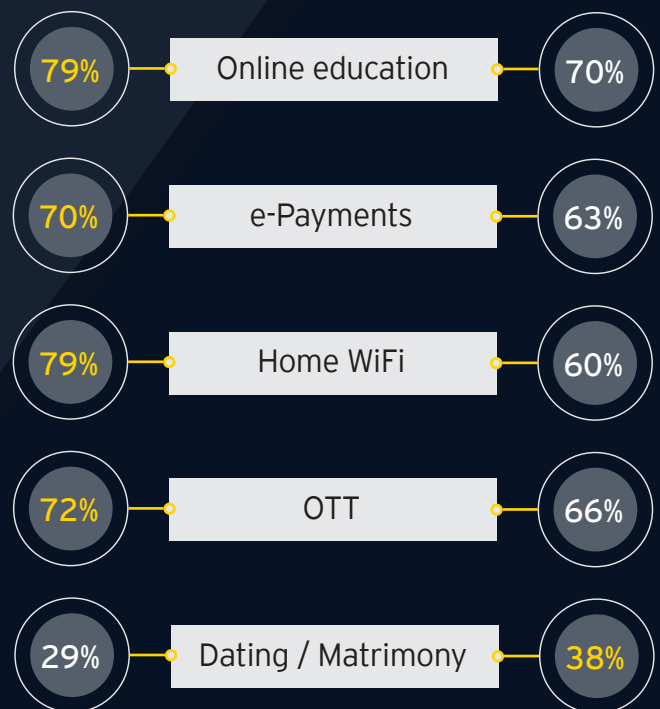 79% Online education 70%
70% e-Payments 63%
79% Home WiFi 60%
72% OTT 66%
29% Dating / Matrimony 38%